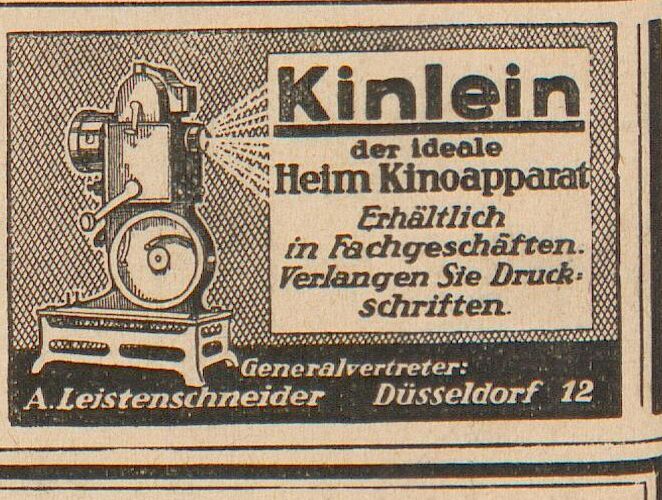 Kinlein
der ideale
Heim Kinoapparat
Erhältlich
in Fachgeschäften.
Verlangen Sie Druck=
schriften.
Generalvertreter:
A. Leistenschneider Düsseldorf 12